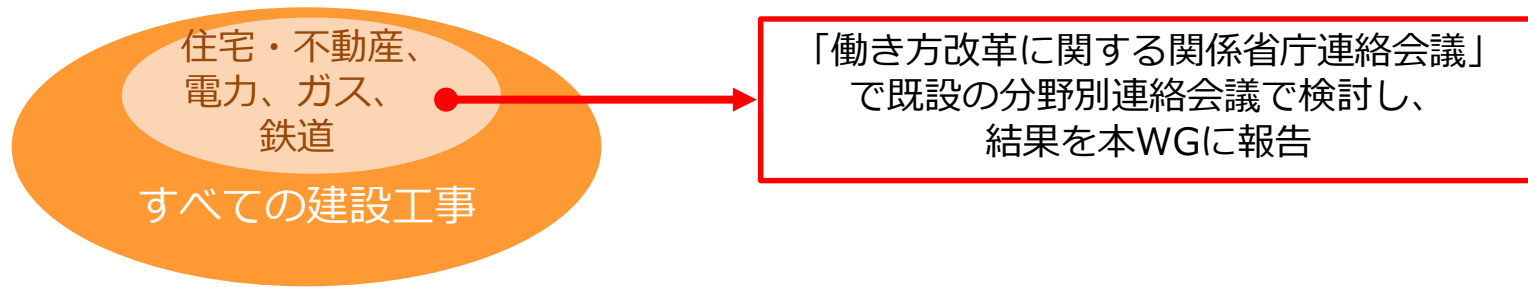 住宅・不動産、
電力、ガス、
鉄道
すべての建設工事
「働き方改革に関する関係省庁連絡会議」
で既設の分野別連絡会議で検討し、
結果を本WGに報告